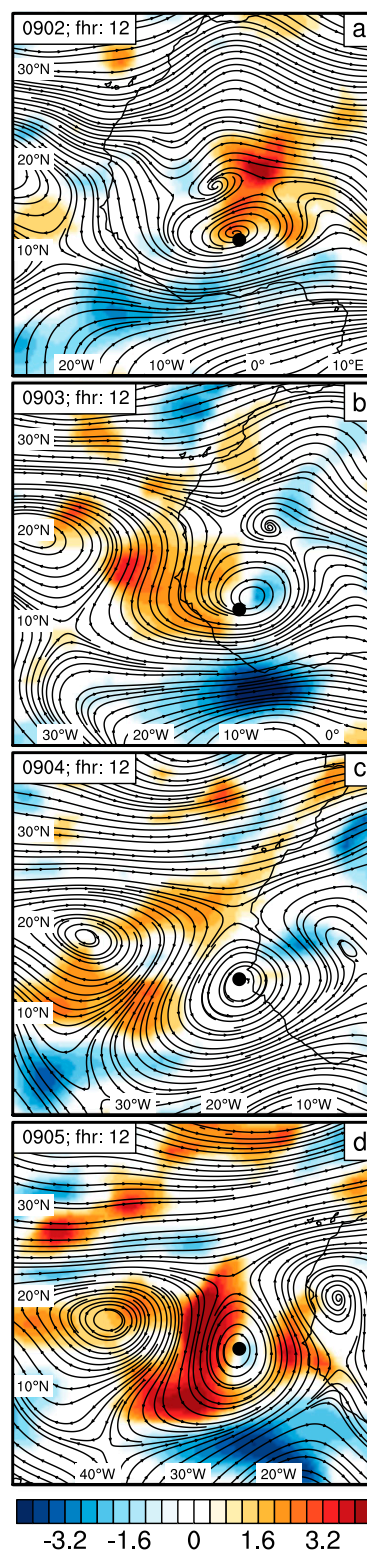 0902; fhr: 12 a
30°N
20°N
10°N
20°W 10°W 0° 10°E
0903; fhr: 12 b
30°N
20°N
10°N
30°W 20°W 10°W 0°
0904; fhr: 12 c
30°N
20°N
10°N
30°W 20°W 10°W
0905; fhr: 12 d
30°N
20°N
10°N
40°W 30°W 20°W
-3.2 -1.6 0 1.6 3.2